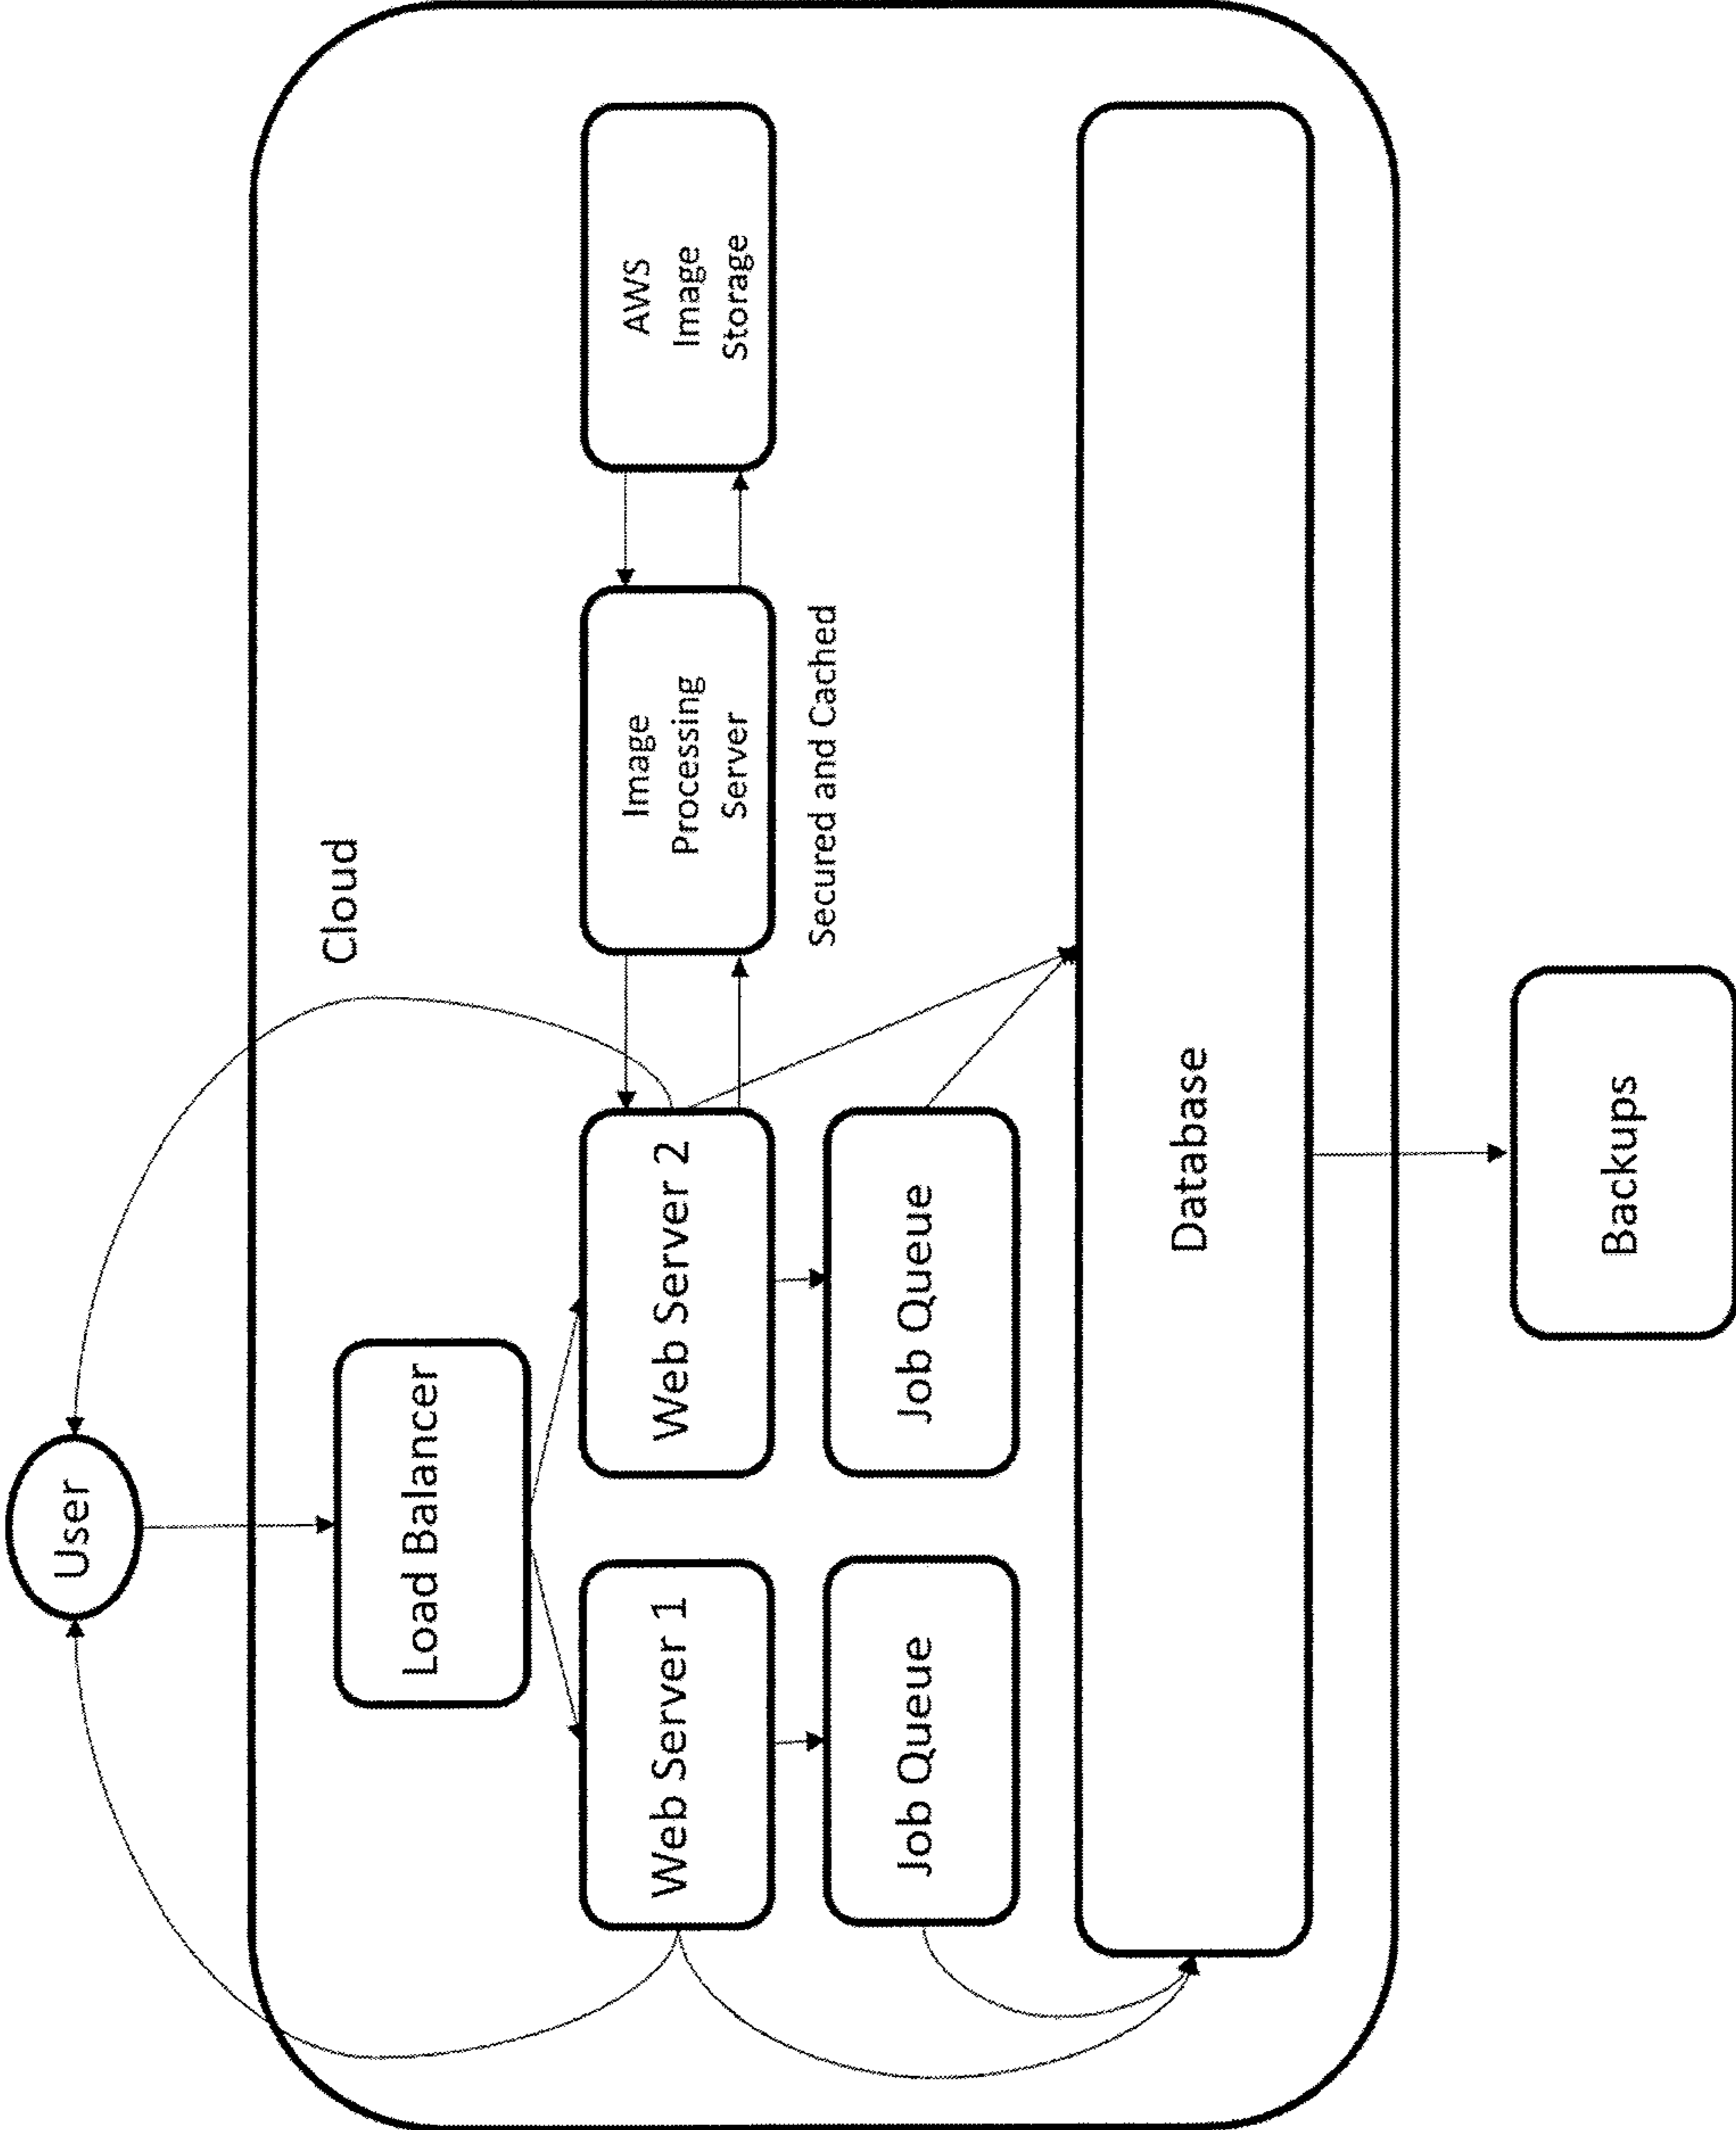 User
Cloud
Load Balancer
Web Server 1
Web Server 2
Image
Processing
Server
AWS
Image
Storage
Secured and Cached
Job Queue
Job Queue
Database
Backups